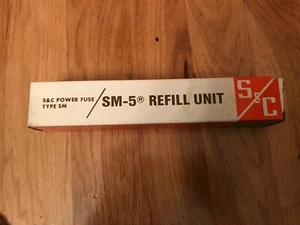 S&C POWER FUSE
TYPE SM
SM-5® REFILL UNIT
S&C